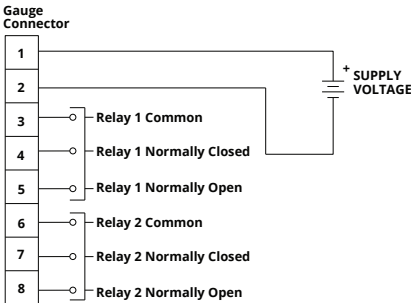 Gauge
Connector
1
+ SUPPLY
VOLTAGE
2
3
Relay 1 Common
4
Relay 1 Normally Closed
5
Relay 1 Normally Open
6
Relay 2 Common
7
Relay 2 Normally Closed
8
Relay 2 Normally Open